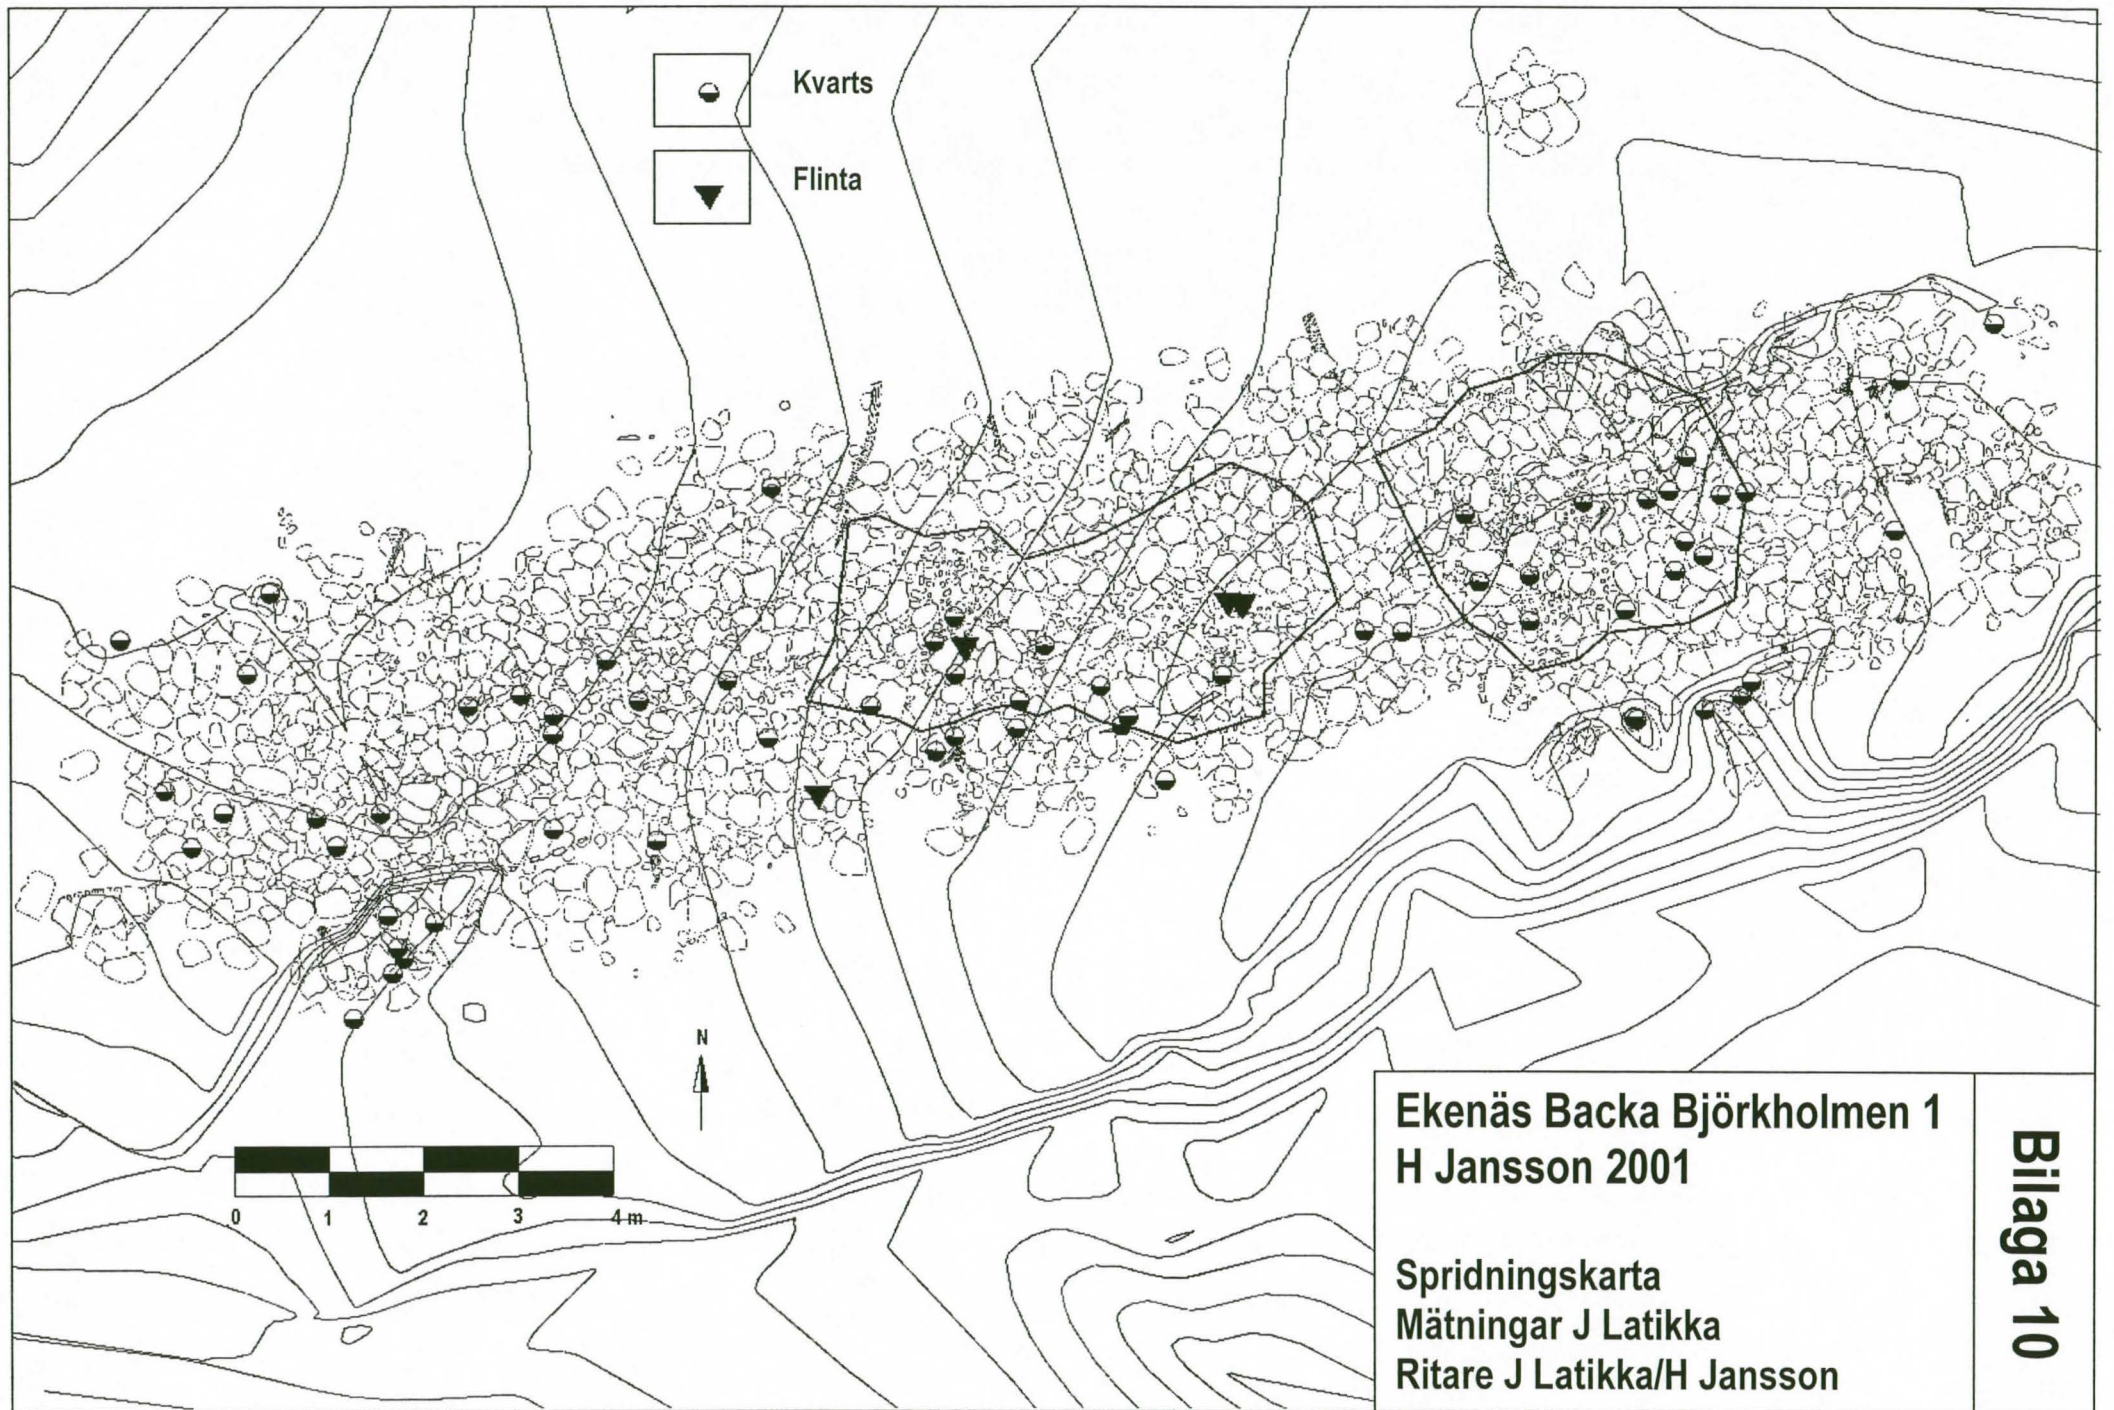 Kvarts
Flinta
N
0 1 2 3 4 m
Ekenäs Backa Björkholmen 1
H Jansson 2001
Spridningskarta
Mätningar J Latikka
Ritare J Latikka/H Jansson
Bilaga 10